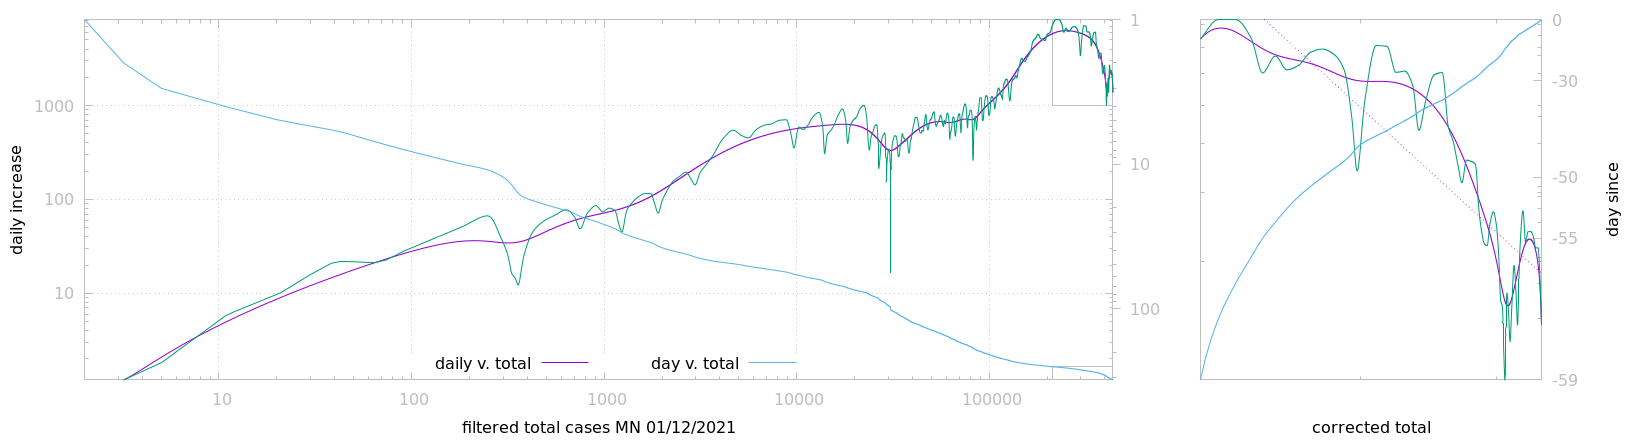 1
0
1000
-30
daily increase
10
100
-50
day since
-55
10
100
daily v. total
day v. total
-59
10
100
1000
10000
100000
filtered total cases MN 01/12/2021
corrected total